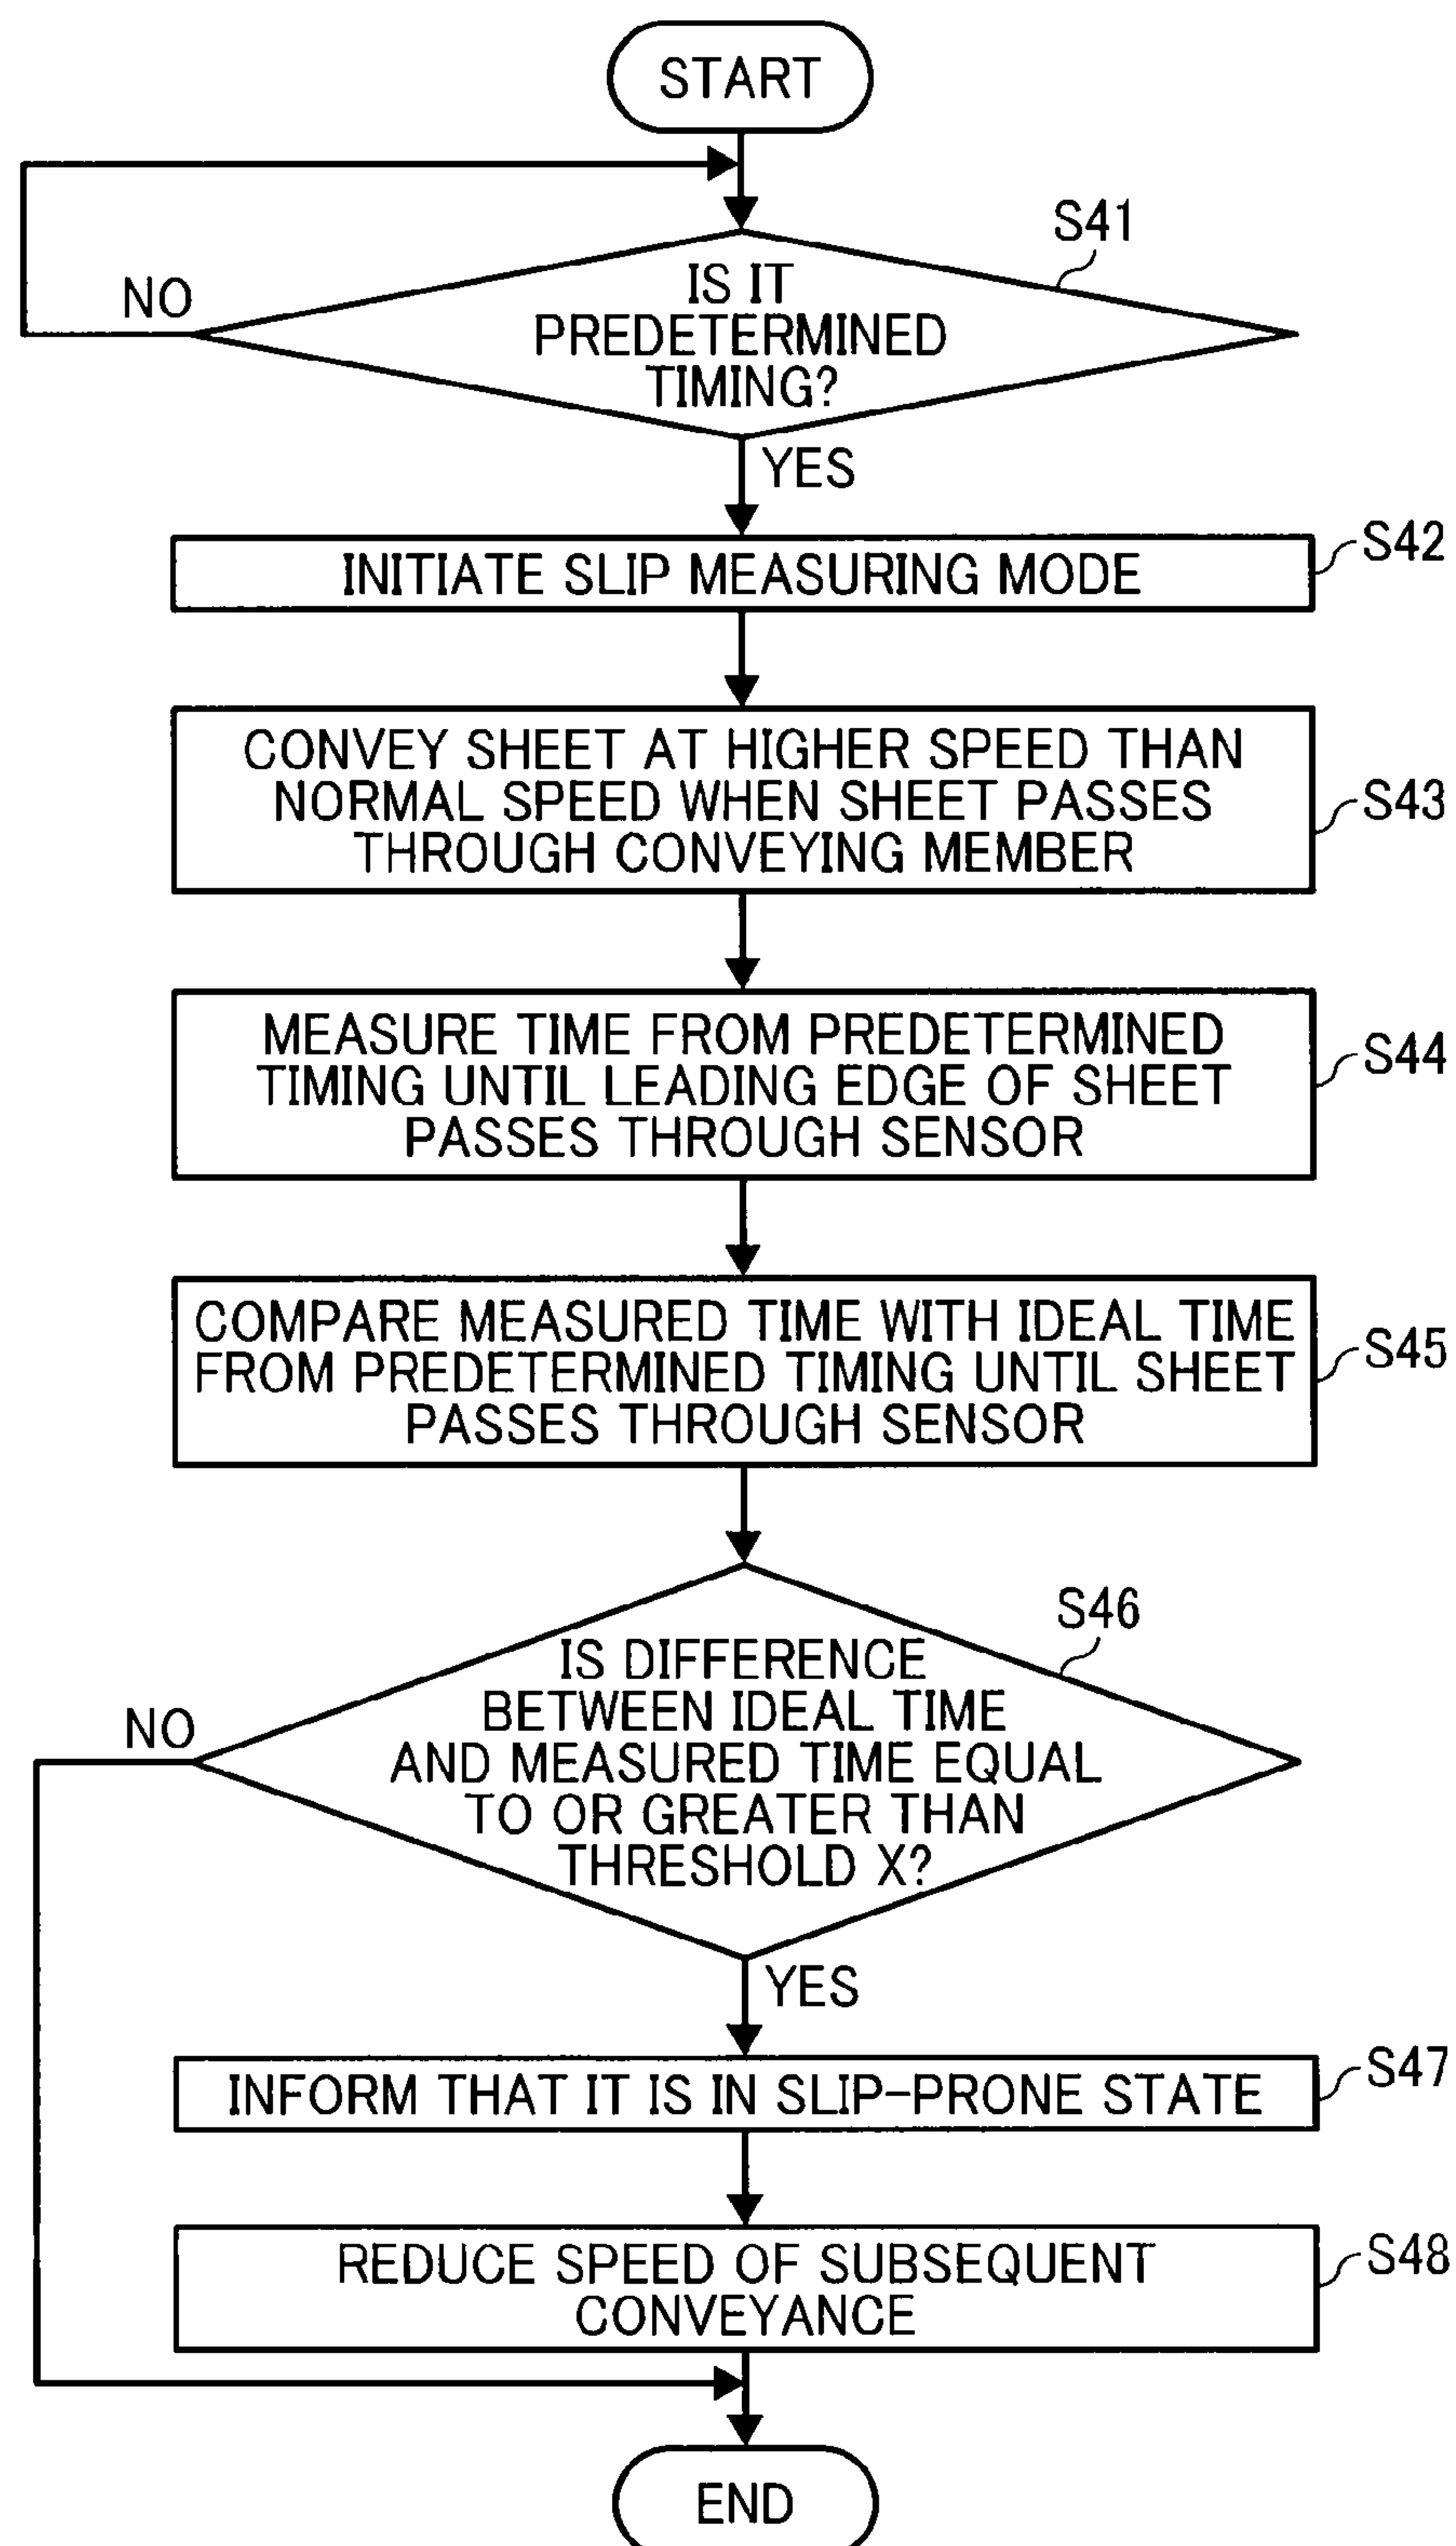 START
S41
IS IT
PREDETERMINED
TIMING?
NO
YES
INITIATE SLIP MEASURING MODE
S42
CONVEY SHEET AT HIGHER SPEED THAN
NORMAL SPEED WHEN SHEET PASSES
THROUGH CONVEYING MEMBER
S43
MEASURE TIME FROM PREDETERMINED
TIMING UNTIL LEADING EDGE OF SHEET
PASSES THROUGH SENSOR
S44
COMPARE MEASURED TIME WITH IDEAL TIME
FROM PREDETERMINED TIMING UNTIL SHEET
PASSES THROUGH SENSOR
S45
S46
IS DIFFERENCE
BETWEEN IDEAL TIME
AND MEASURED TIME EQUAL
TO OR GREATER THAN
THRESHOLD X?
NO
YES
INFORM THAT IT IS IN SLIP-PRONE STATE
S47
REDUCE SPEED OF SUBSEQUENT
CONVEYANCE
S48
END